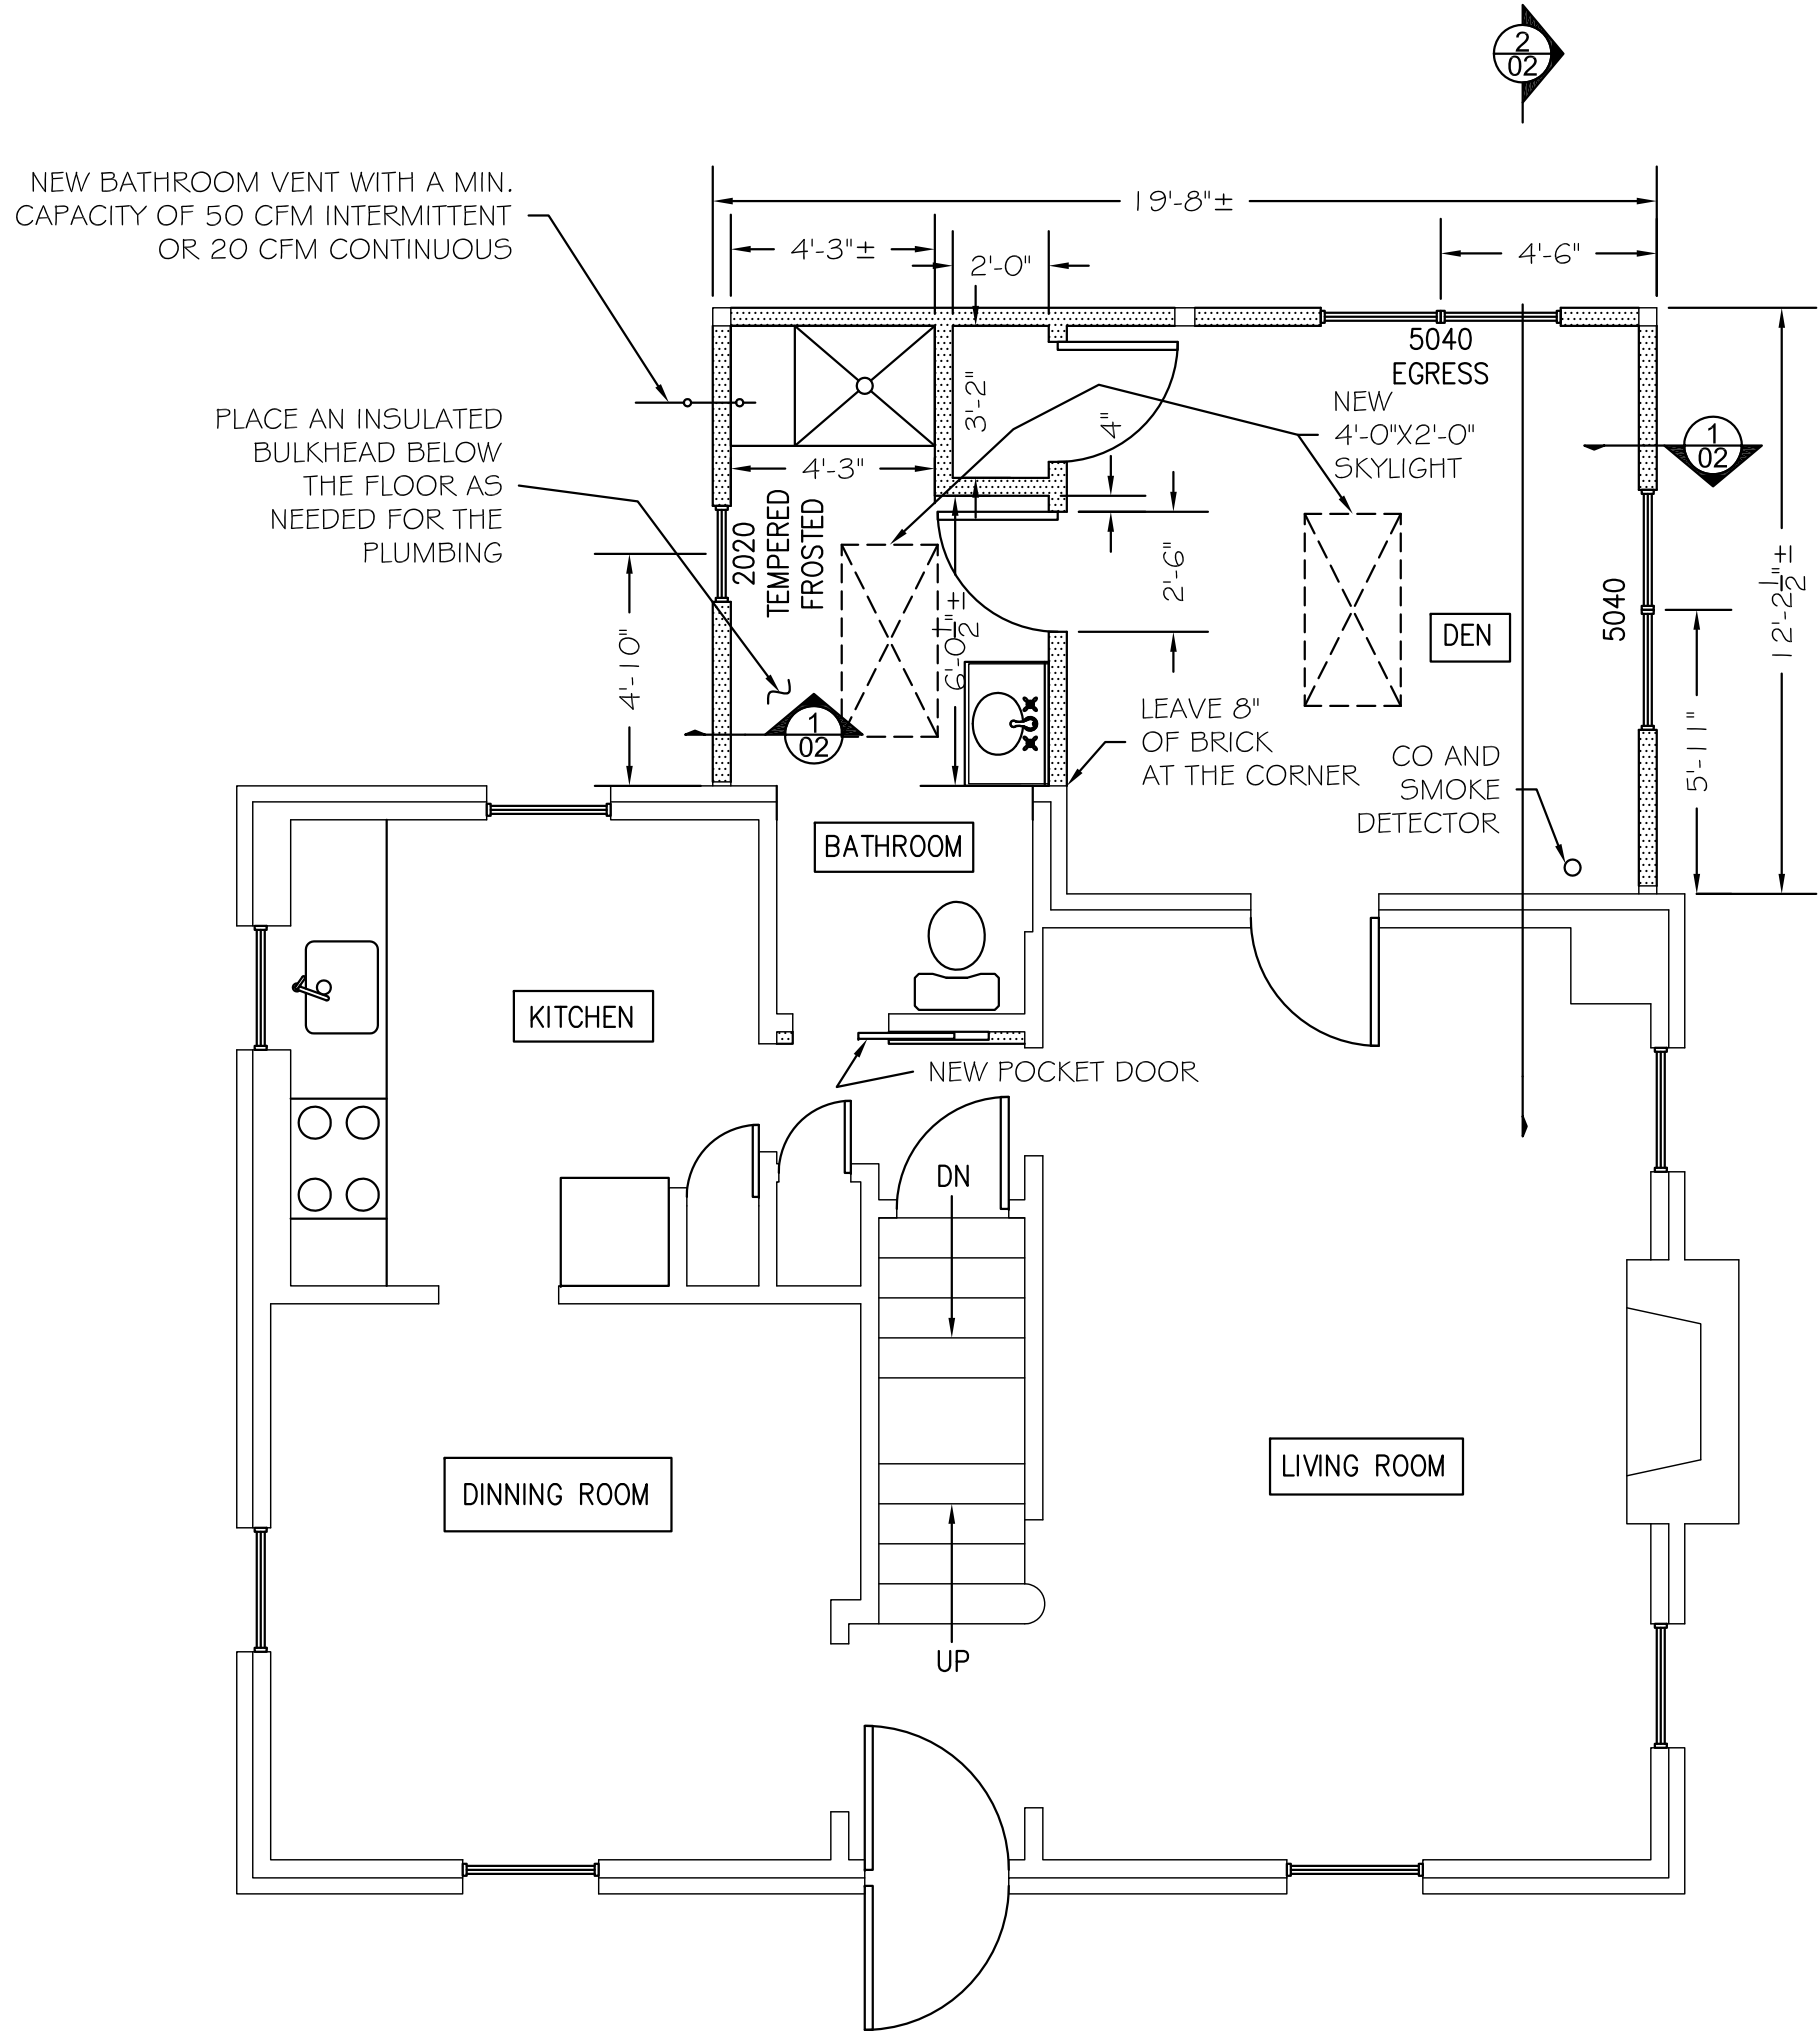 2
02
NEW BATHROOM VENT WITH A MIN.
CAPACITY OF 50 CFM INTERMITTENT
OR 20 CFM CONTINUOUS
19'-8"±
4'-3"±
2'-0"
4'-6"
5040
EGRESS
NEW
4'-0"X2'-0"
SKYLIGHT
3'-2"
4"
1
02
PLACE AN INSULATED
BULKHEAD BELOW
THE FLOOR AS
NEEDED FOR THE
PLUMBING
4'-3"
2020
TEMPERED
FROSTED
2'-6"
12'-2 1/2"±
5040
DEN
4'-10"
6'-0 1/2"±
1
02
LEAVE 8"
OF BRICK
AT THE CORNER
CO AND
SMOKE
DETECTOR
5'-11"
BATHROOM
KITCHEN
NEW POCKET DOOR
DN
DINNING ROOM
LIVING ROOM
UP